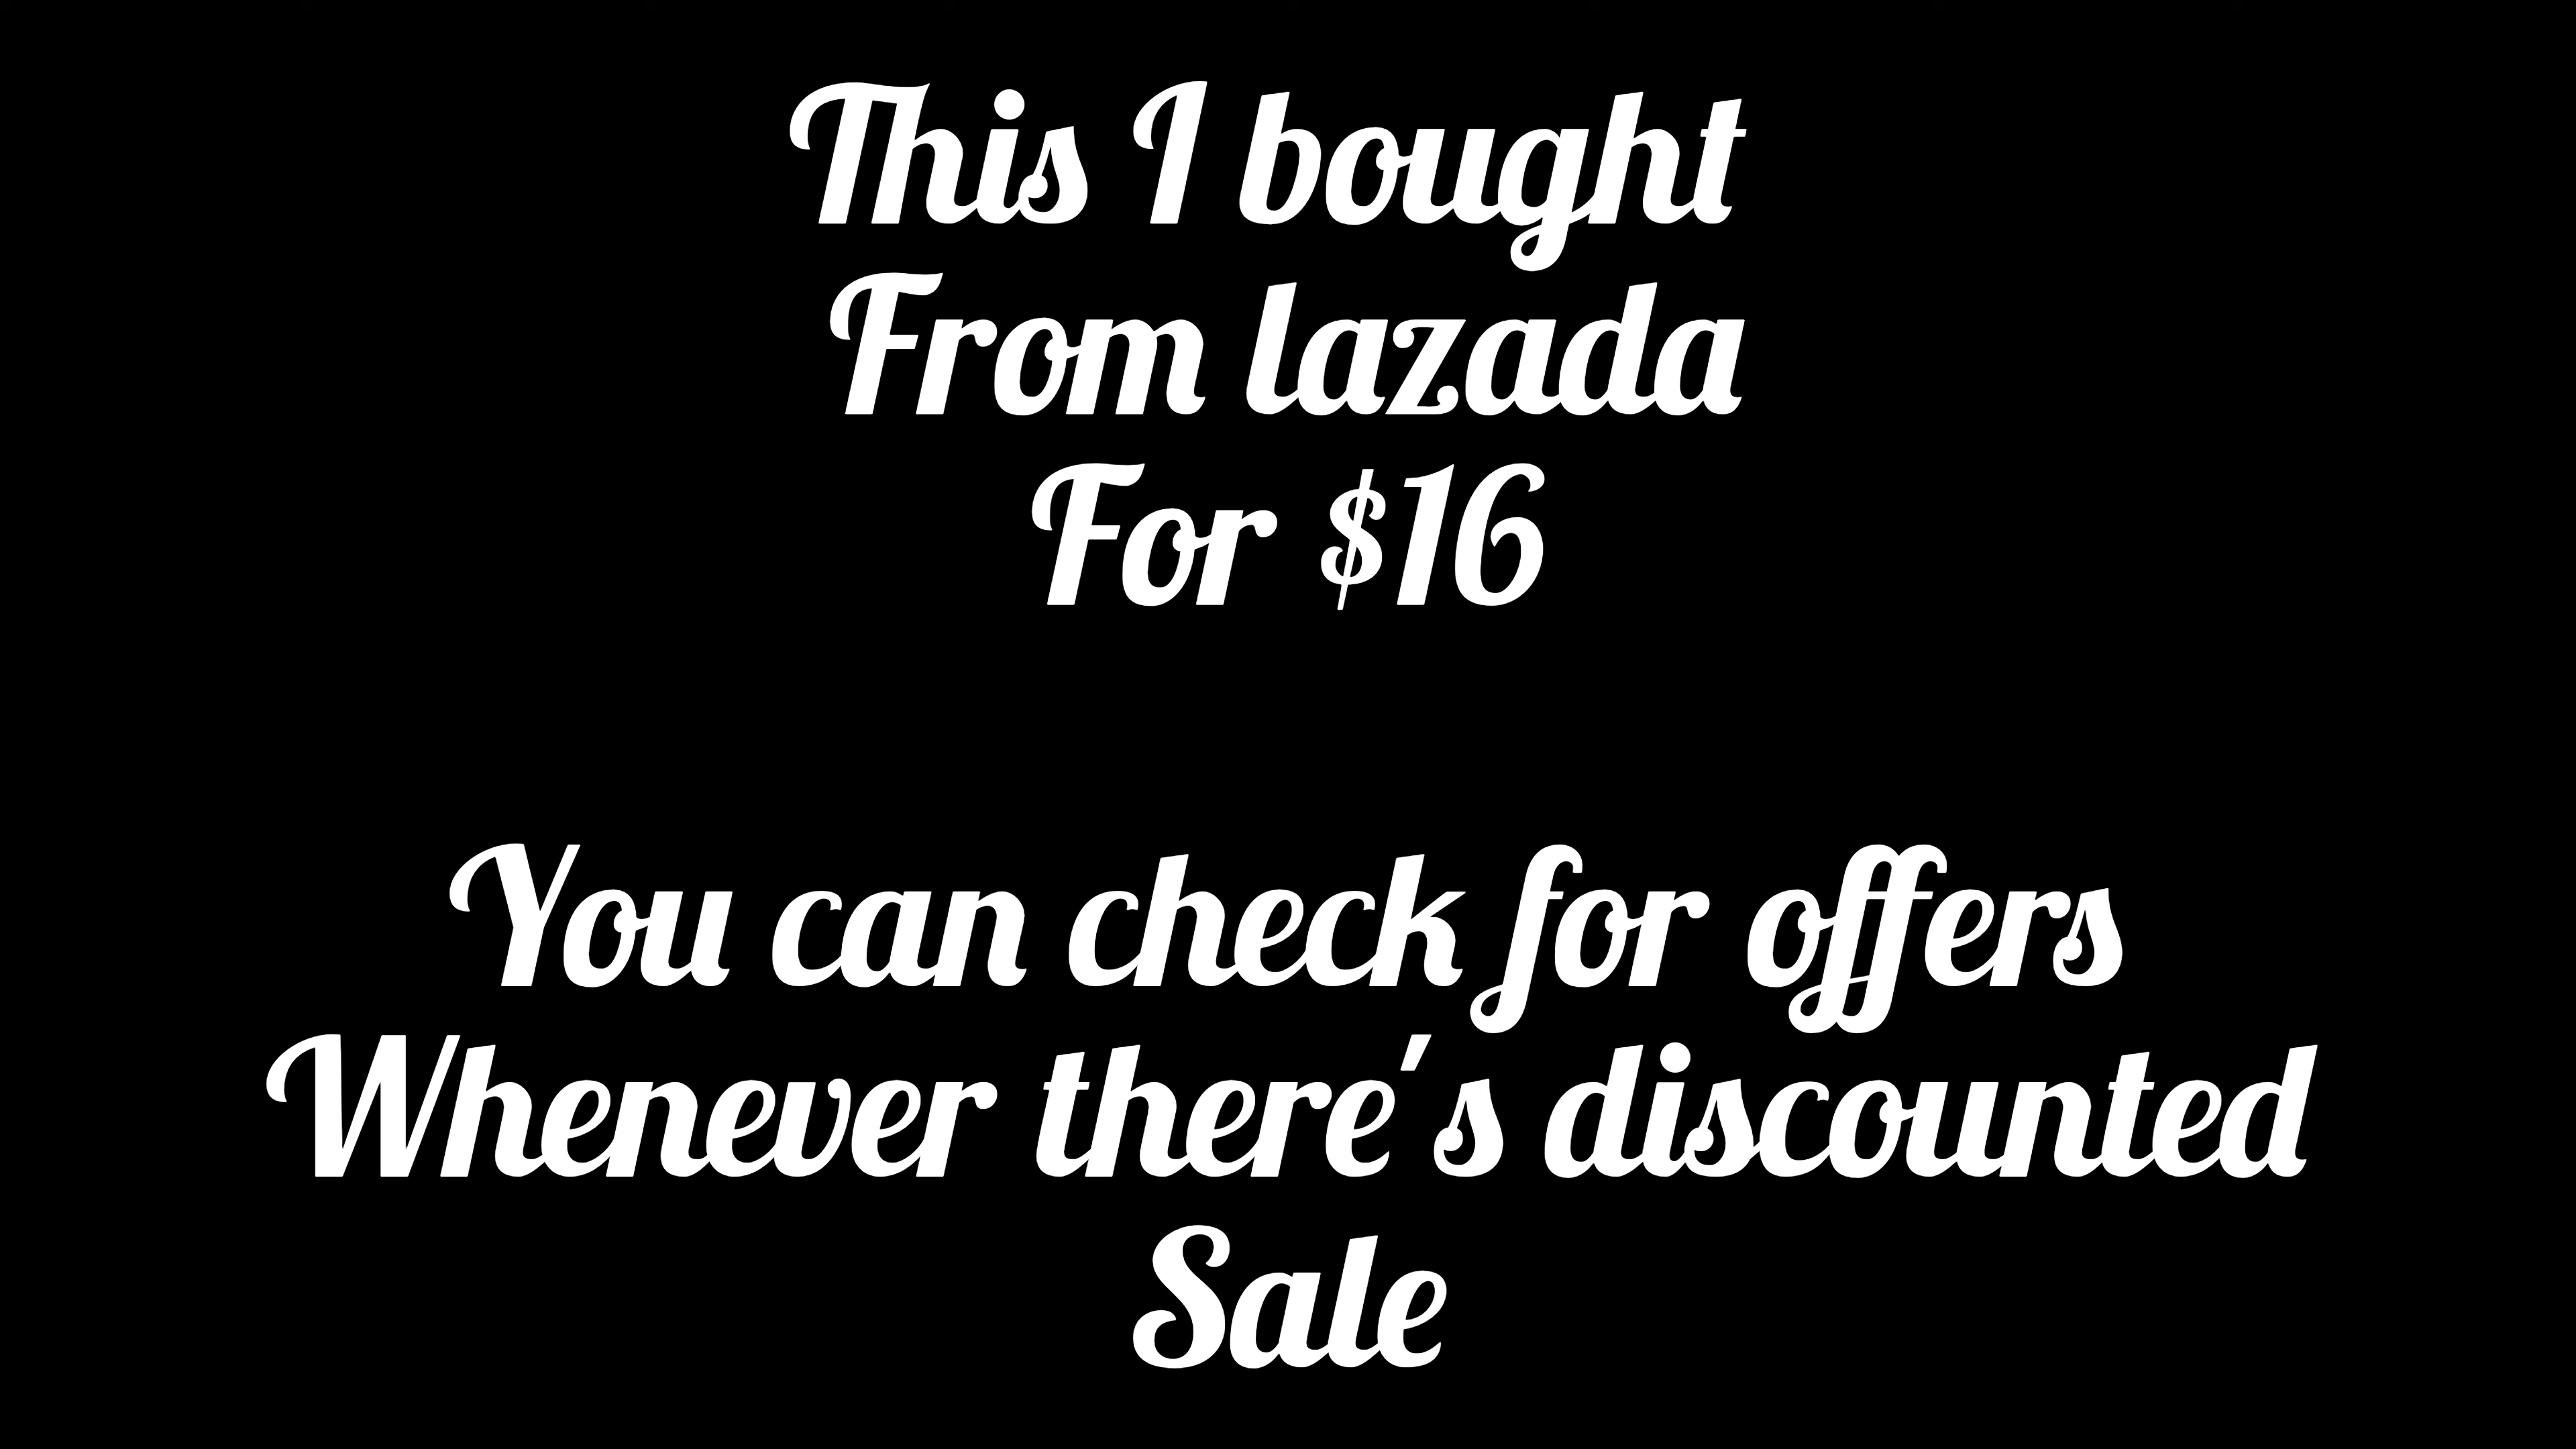 This I bought
From lazada
For $16
You can check for offers
Whenever there's discounted
Sale